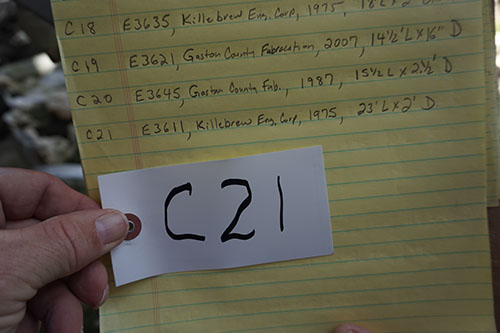 C18 E3635, Killebrew Eng. Corp, 1975,
C19 E3621, Gaston County Fabrication, 2007, 14½' L x 16" D
C20 E3645, Gaston County Fab., 1987, 15½ L x 2½' D
C21 E3611, Killebrew Eng. Corp, 1975, 23' L x 2' D
C21